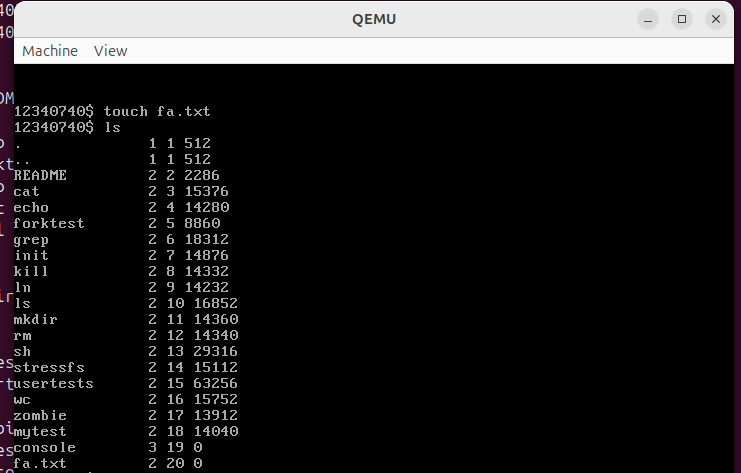 QEMU
Machine View
12340740$ touch fa.txt
12340740$ ls
. 1 1 512
.. 1 1 512
README 2 2 2286
cat 2 3 15376
echo 2 4 14280
forktest 2 5 8860
grep 2 6 18312
init 2 7 14876
kill 2 8 14332
ln 2 9 14232
ls 2 10 16852
mkdir 2 11 14360
rm 2 12 14340
sh 2 13 29316
stressfs 2 14 15112
usertests 2 15 63256
wc 2 16 15752
zombie 2 17 13912
mytest 2 18 14040
console 3 19 0
fa.txt 2 20 0